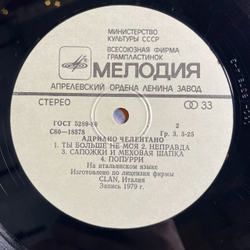 МИНИСТЕРСТВО
КУЛЬТУРЫ СССР
ВСЕСОЮЗНАЯ ФИРМА
ГРАМПЛАСТИНОК
МЕЛОДИЯ
АПРЕЛЕВСКИЙ ОРДЕНА ЛЕНИНА ЗАВОД
СТЕРЕО 33
ГОСТ 5289-80 2
С60—18378 Гр. 3. 3-25
АДРИАНО ЧЕЛЕНТАНО
1. ТЫ БОЛЬШЕ НЕ МОЯ 2. НЕПРАВДА
3. САПОЖКИ И МЕХОВАЯ ШАПКА
4. ПОПУРРИ
На итальянском языке
Изготовлено по лицензии фирмы
CLAN, Италия
Запись 1979 г.